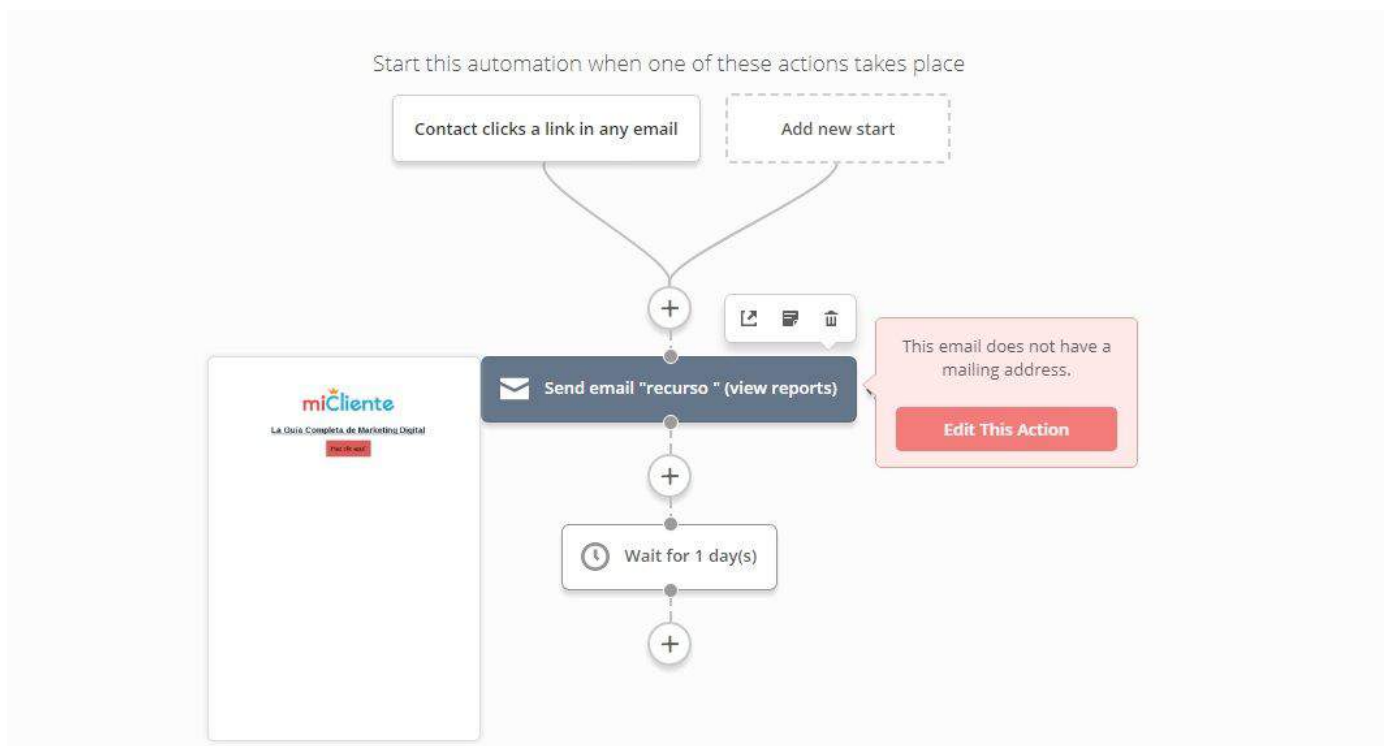 Start this automation when one of these actions takes place
Contact clicks a link in any email
Add new start
This email does not have a
mailing address.
Send email "recurso " (view reports)
Edit This Action
miCliente
La Guía Completa de Marketing Digital
Wait for 1 day(s)